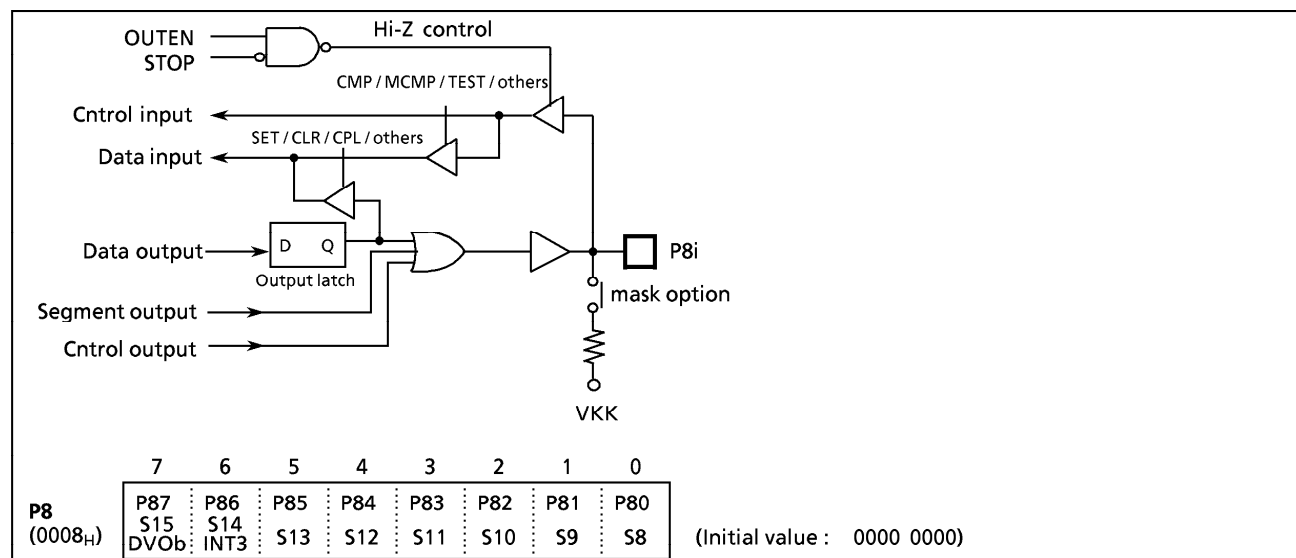 OUTEN
STOP
Hi-Z control
CMP / MCMP / TEST / others
Cntrol input
SET / CLR / CPL / others
Data input
Data output
D Q
P8i
Output latch
mask option
Segment output
Cntrol output
VKK
7 6 5 4 3 2 1 0
P8 P87 P86 P85 P84 P83 P82 P81 P80
(0008H) S15 S14 S13 S12 S11 S10 S9 S8 (Initial value : 0000 0000)
DVOb INT3